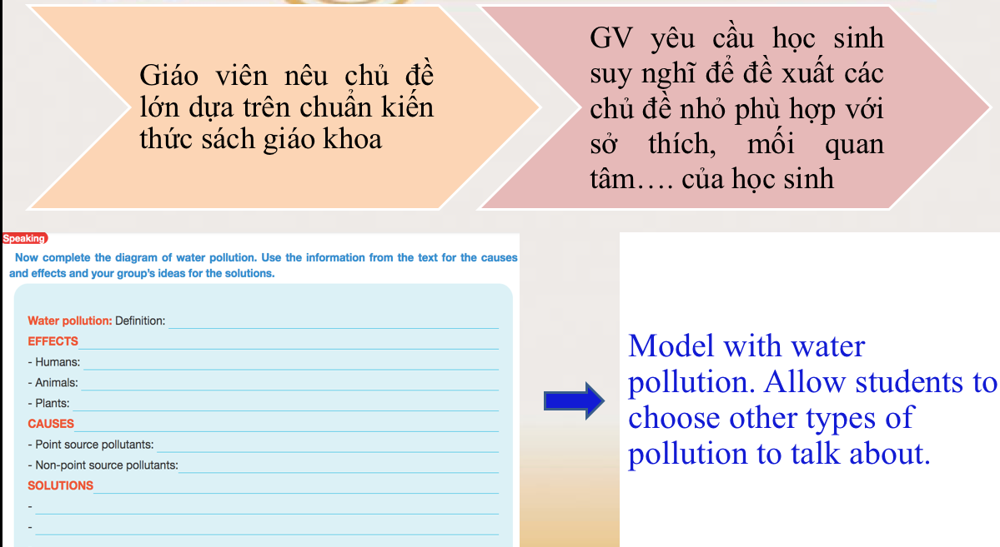 Giáo viên nêu chủ đề
lớn dựa trên chuẩn kiến
thức sách giáo khoa
GV yêu cầu học sinh
suy nghĩ để đề xuất các
chủ đề nhỏ phù hợp với
sở thích, mối quan
tâm…. của học sinh
Speaking
Now complete the diagram of water pollution. Use the information from the text for the causes
and effects and your group's ideas for the solutions.
Water pollution: Definition:
EFFECTS
- Humans:
- Animals:
- Plants:
CAUSES
- Point source pollutants:
- Non-point source pollutants:
SOLUTIONS
-
-
Model with water
pollution. Allow students to
choose other types of
pollution to talk about.